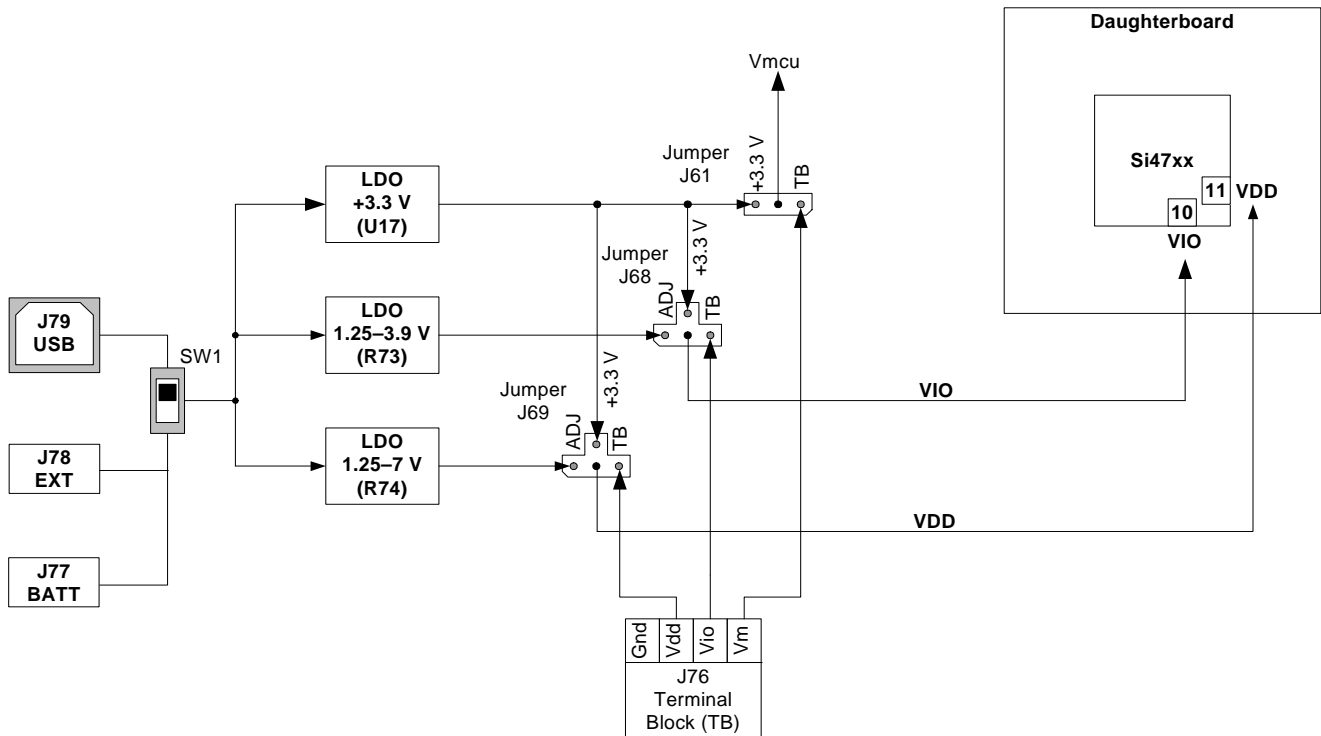 Daughterboard
Vmcu
Jumper
J61
+3.3 V
TB
Si47xx
11
VDD
10
VIO
LDO
+3.3 V
(U17)
Jumper
J68
ADJ
+3.3 V
TB
J79
USB
SW1
LDO
1.25–3.9 V
(R73)
Jumper
J69
ADJ
+3.3 V
TB
VIO
J78
EXT
LDO
1.25–7 V
(R74)
VDD
J77
BATT
Gnd
Vdd
Vio
Vm
J76
Terminal
Block (TB)